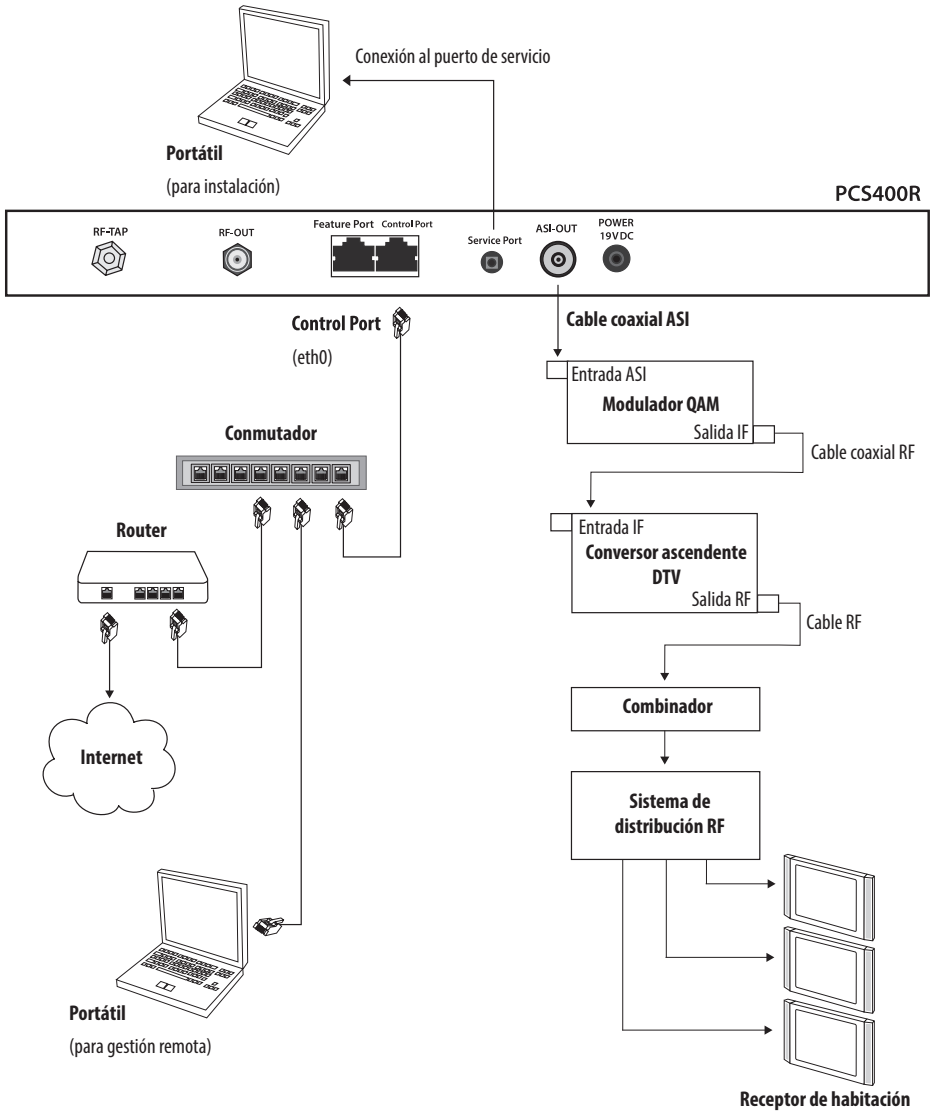 Conexión al puerto de servicio
Portátil
(para instalación)
PCS400R
RF-TAP
RF-OUT
Feature Port
Control Port
Service Port
ASI-OUT
POWER
19V DC
Control Port
(eth0)
Cable coaxial ASI
Entrada ASI
Modulador QAM
Salida IF
Cable coaxial RF
Conmutador
Router
Entrada IF
Conversor ascendente
DTV
Salida RF
Cable RF
Combinador
Internet
Sistema de
distribución RF
Portátil
(para gestión remota)
Receptor de habitación